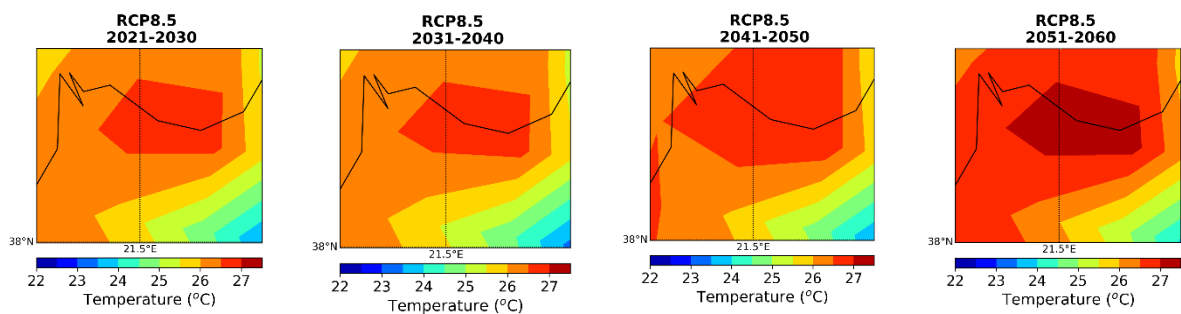 RCP8.5
2021-2030
38°N
21.5°E
22 23 24 25 26 27
Temperature (°C)
RCP8.5
2031-2040
38°N
21.5°E
22 23 24 25 26 27
Temperature (°C)
RCP8.5
2041-2050
38°N
21.5°E
22 23 24 25 26 27
Temperature (°C)
RCP8.5
2051-2060
38°N
21.5°E
22 23 24 25 26 27
Temperature (°C)